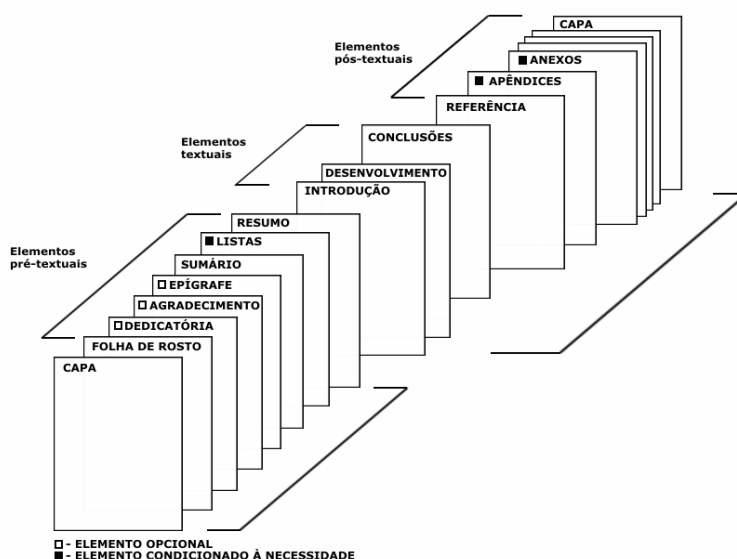 CAPA
Elementos
pós-textuais
■ ANEXOS
■ APÊNDICES
REFERÊNCIA
CONCLUSÕES
Elementos
textuais
DESENVOLVIMENTO
INTRODUÇÃO
RESUMO
■ LISTAS
Elementos
pré-textuais
SUMÁRIO
□ EPÍGRAFE
□ AGRADECIMENTO
□ DEDICATÓRIA
FOLHA DE ROSTO
CAPA
□ - ELEMENTO OPCIONAL
■ - ELEMENTO CONDICIONADO À NECESSIDADE